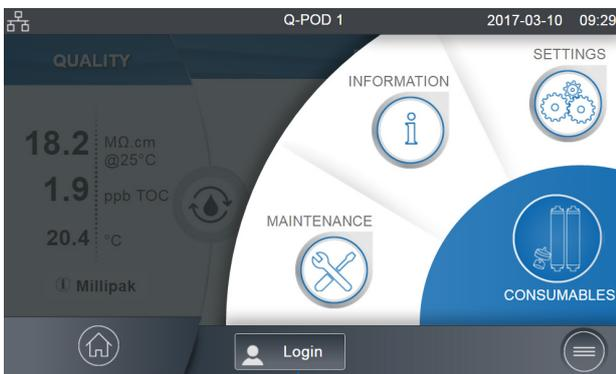 Q-POD 1
2017-03-10 09:29
QUALITY
18.2 MΩ.cm
@25°C
1.9 ppb TOC
20.4 °C
Millipak
INFORMATION
SETTINGS
MAINTENANCE
CONSUMABLES
Login